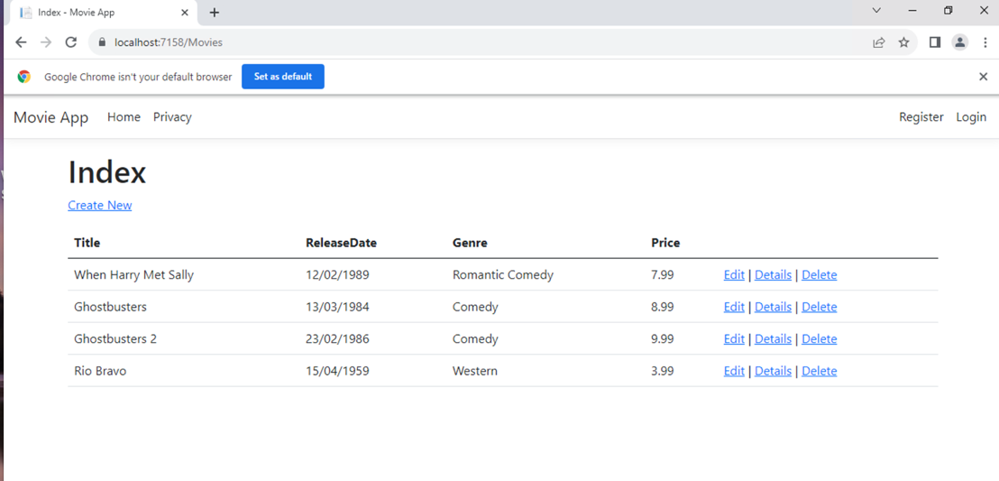 Index - Movie App
localhost:7158/Movies
Google Chrome isn't your default browser Set as default
Movie App Home Privacy Register Login
Index
Create New
Title ReleaseDate Genre Price
When Harry Met Sally 12/02/1989 Romantic Comedy 7.99 Edit | Details | Delete
Ghostbusters 13/03/1984 Comedy 8.99 Edit | Details | Delete
Ghostbusters 2 23/02/1986 Comedy 9.99 Edit | Details | Delete
Rio Bravo 15/04/1959 Western 3.99 Edit | Details | Delete